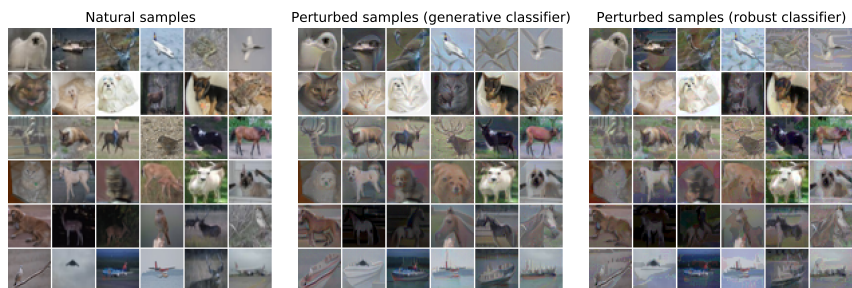 Natural samples
Perturbed samples (generative classifier)
Perturbed samples (robust classifier)